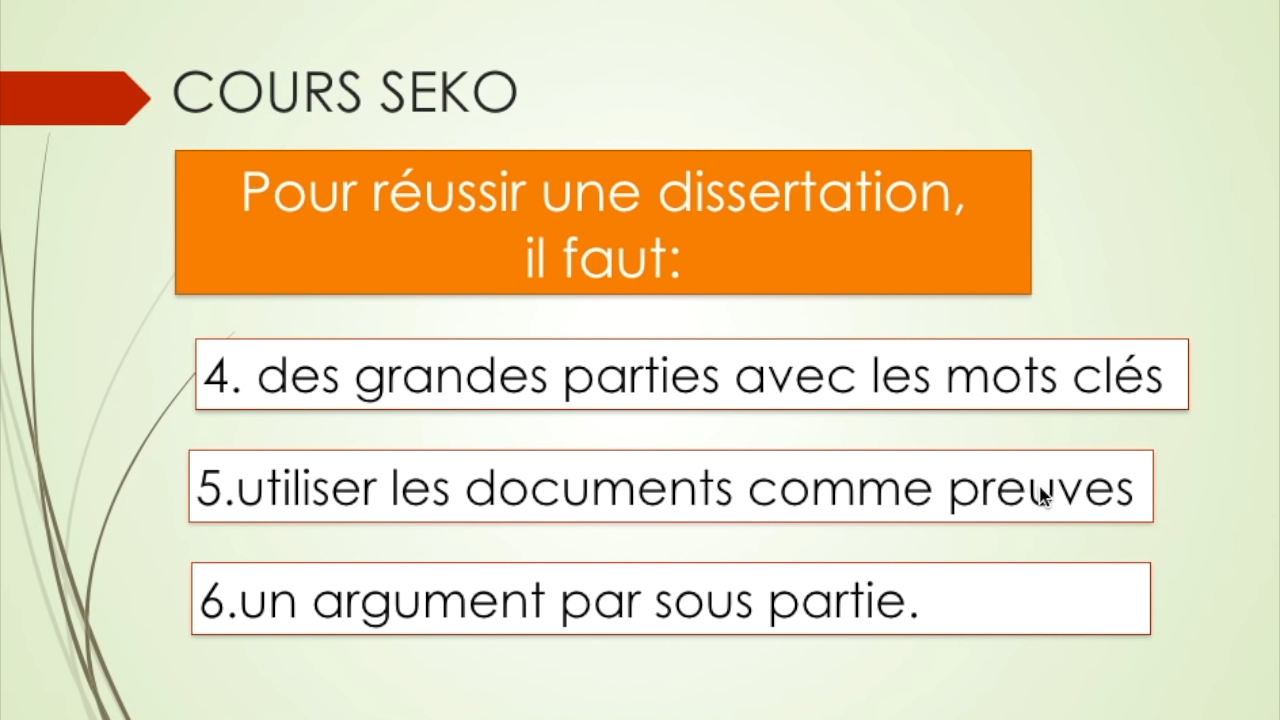 COURS SEKO
Pour réussir une dissertation,
il faut:
4. des grandes parties avec les mots clés
5.utiliser les documents comme preuves
6.un argument par sous partie.